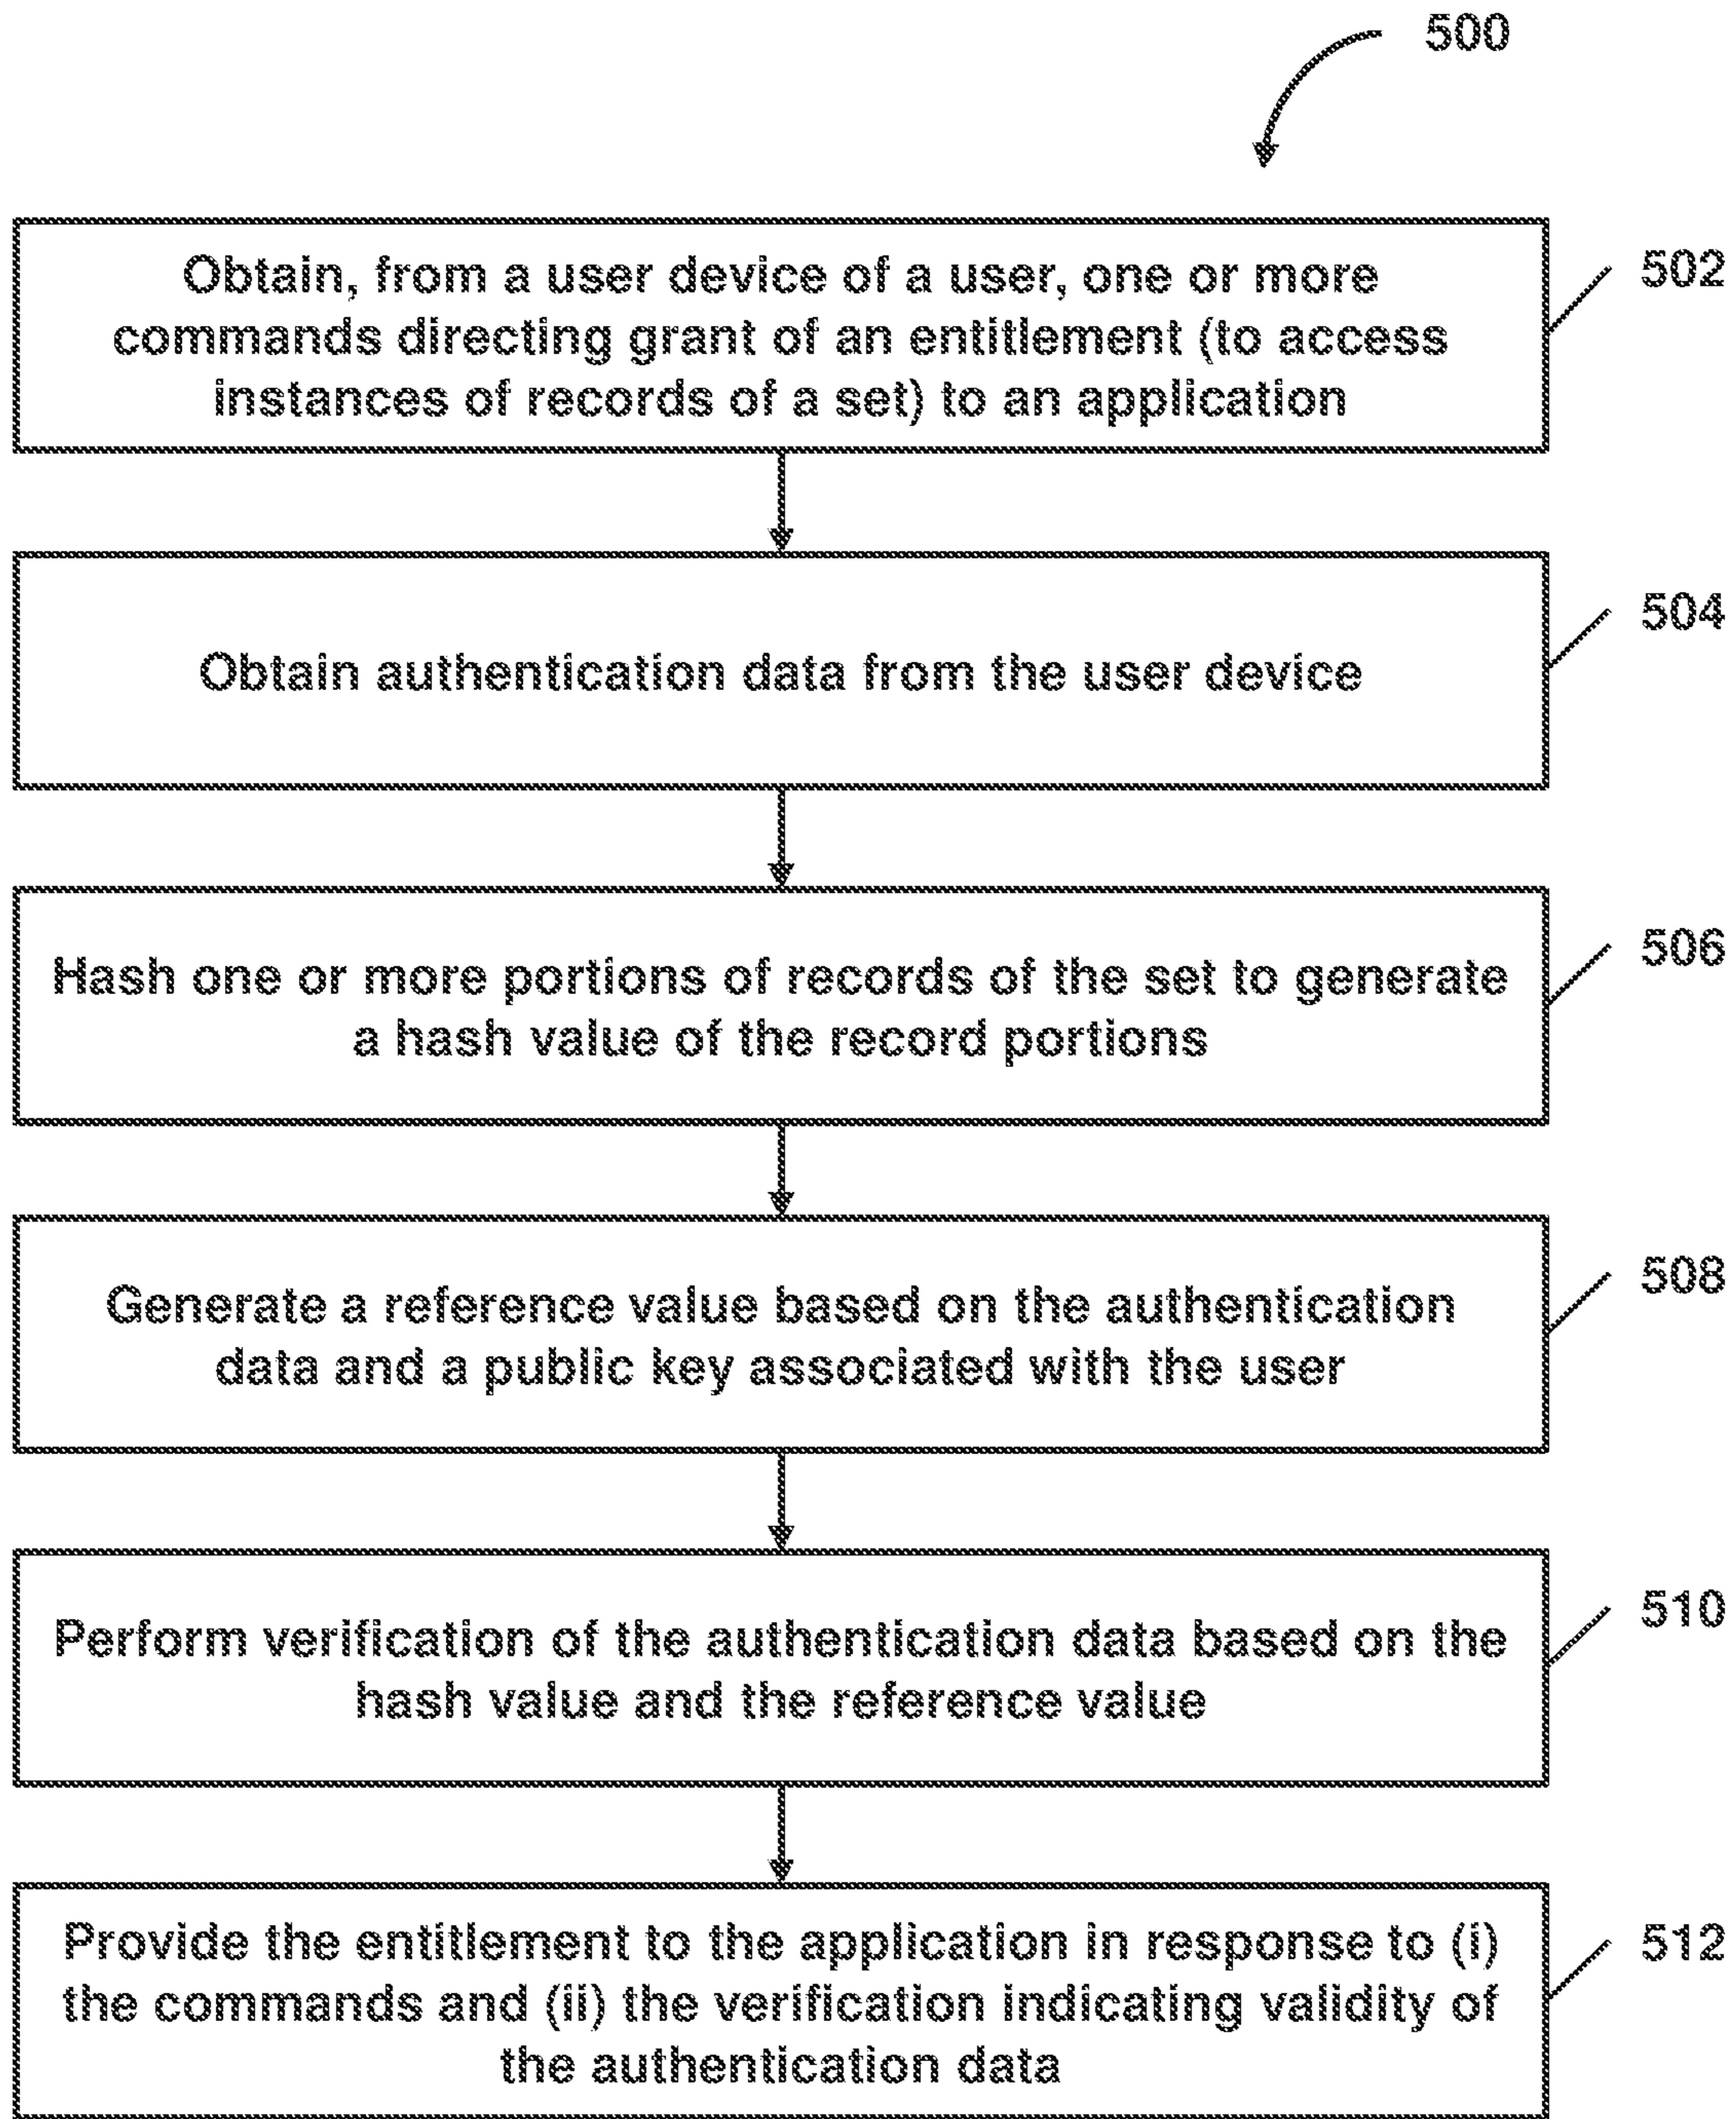 500
Obtain, from a user device of a user, one or more
commands directing grant of an entitlement (to access
instances of records of a set) to an application
502
Obtain authentication data from the user device
504
Hash one or more portions of records of the set to generate
a hash value of the record portions
506
Generate a reference value based on the authentication
data and a public key associated with the user
508
Perform verification of the authentication data based on the
hash value and the reference value
510
Provide the entitlement to the application in response to (i)
the commands and (ii) the verification indicating validity of
the authentication data
512